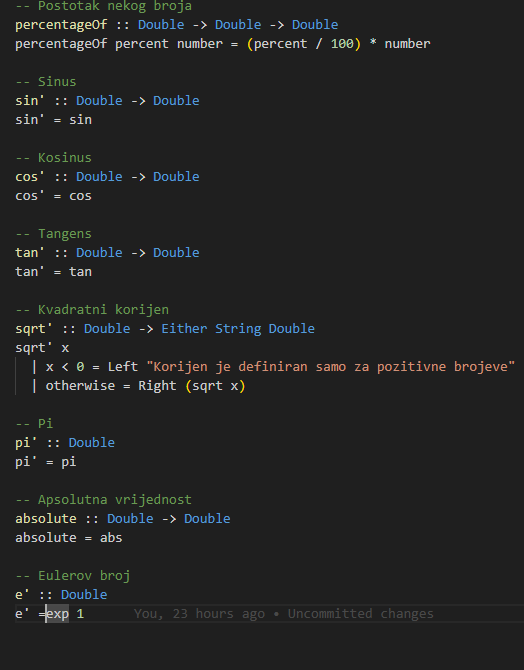 -- Postotak nekog broja
percentageOf :: Double -> Double -> Double
percentageOf percent number = (percent / 100) * number
-- Sinus
sin' :: Double -> Double
sin' = sin
-- Kosinus
cos' :: Double -> Double
cos' = cos
-- Tangens
tan' :: Double -> Double
tan' = tan
-- Kvadratni korijen
sqrt' :: Double -> Either String Double
sqrt' x
| x < 0 = Left "Korijen je definiran samo za pozitivne brojeve"
| otherwise = Right (sqrt x)
-- Pi
pi' :: Double
pi' = pi
-- Apsolutna vrijednost
absolute :: Double -> Double
absolute = abs
-- Eulerov broj
e' :: Double
e' =exp 1 You, 23 hours ago • Uncommitted changes